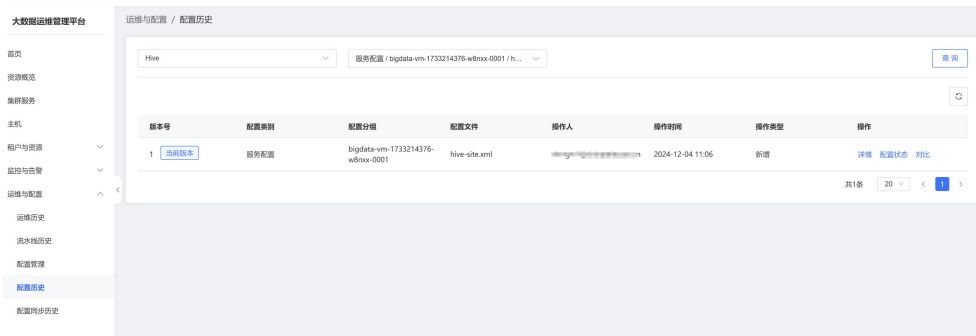 大数据运维管理平台
运维与配置 / 配置历史
首页
资源概览
集群服务
主机
租户与资源
监控与告警
运维与配置
运维历史
流水线历史
配置管理
配置历史
配置同步历史
Hive
服务配置 / bigdata-vm-1733214376-w8nxx-0001 / h...
查 询
版本号 配置类别 配置分组 配置文件 操作人 操作时间 操作类型 操作
1 当前版本 服务配置 bigdata-vm-1733214376-w8nxx-0001 hive-site.xml 2024-12-04 11:06 新增 详情 配置状态 对比
共1条 20 < 1 >